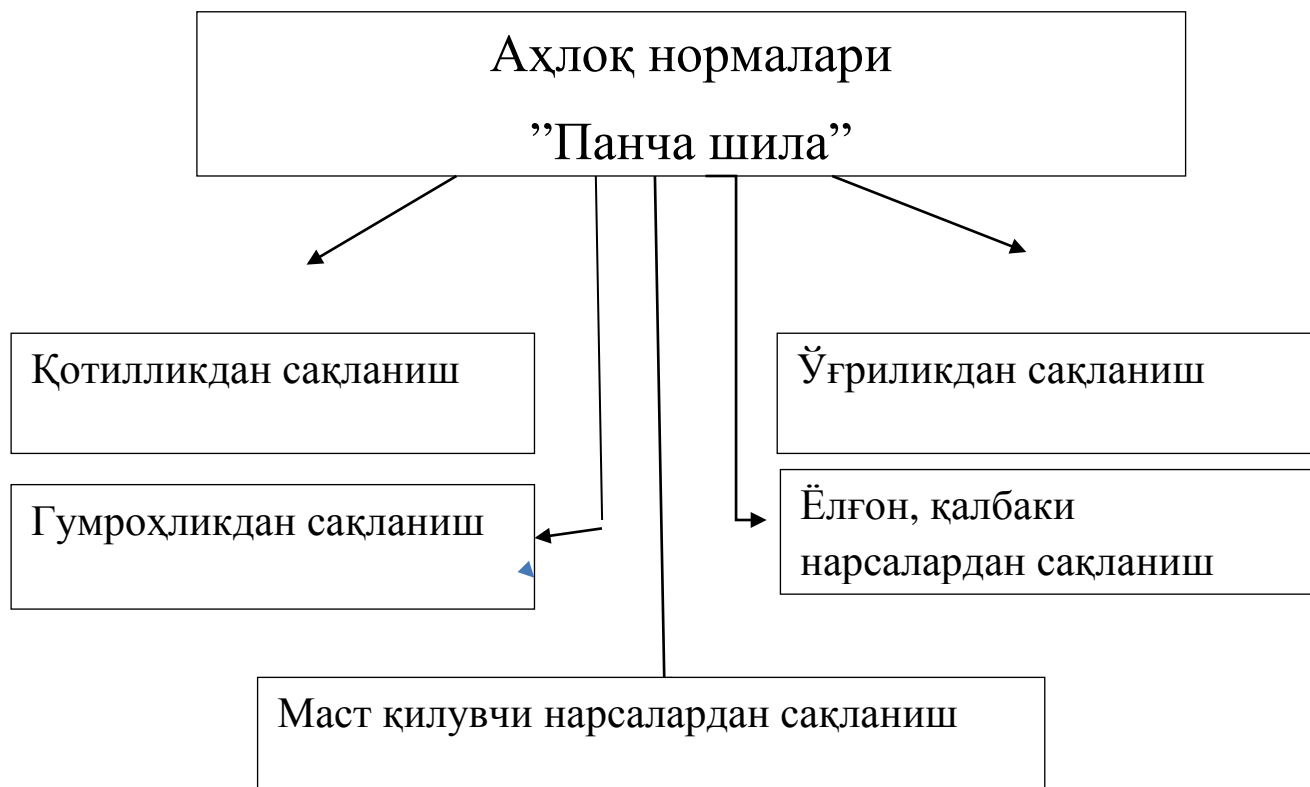 Аҳлоқ нормалари
”Панча шила”
Қотилликдан сақланиш
Ўғриликдан сақланиш
Гумроҳликдан сақланиш
Ёлғон, қалбаки
нарсалардан сақланиш
Маст қилувчи нарсалардан сақланиш